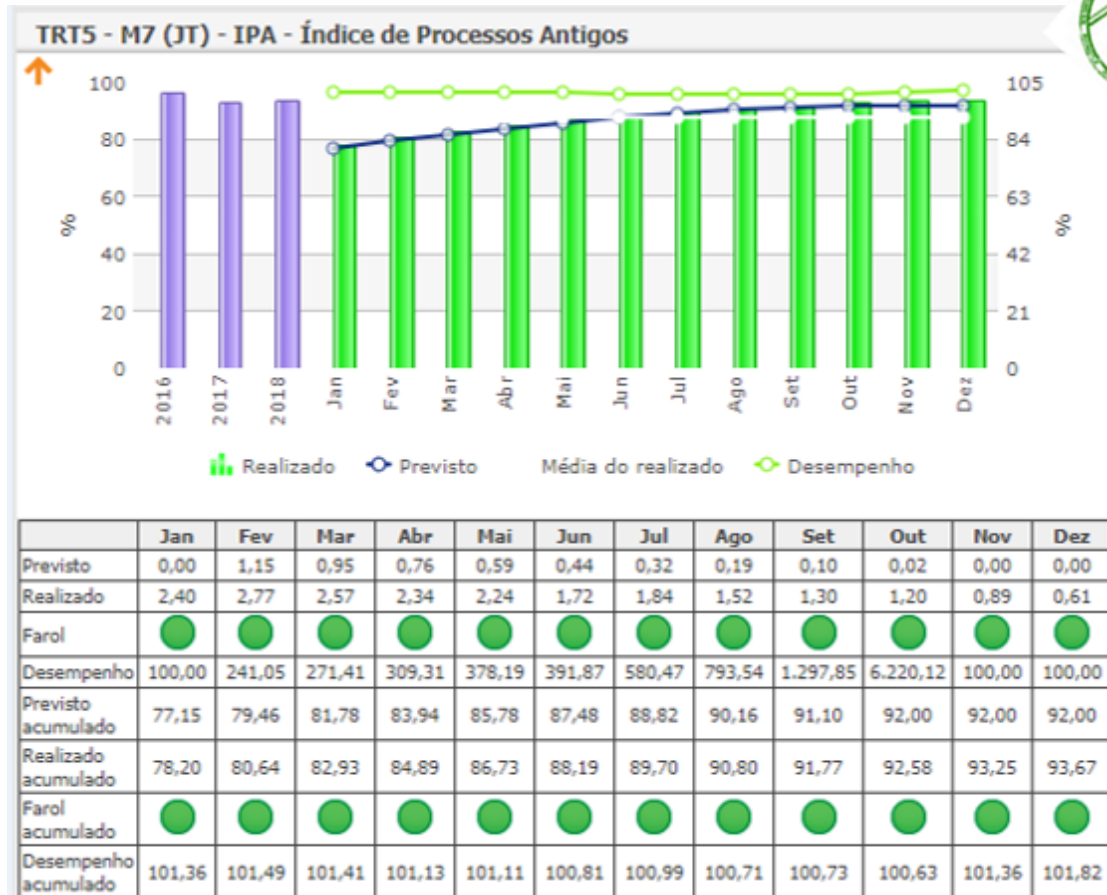 TRT5 - M7 (JT) - IPA - Índice de Processos Antigos
100 105
80 84
60 63
% %
40 42
20 21
0 0
2016 2017 2018 Jan Fev Mar Abr Mai Jun Jul Ago Set Out Nov Dez
Realizado Previsto Média do realizado Desempenho
Jan Fev Mar Abr Mai Jun Jul Ago Set Out Nov Dez
Previsto 0,00 1,15 0,95 0,76 0,59 0,44 0,32 0,19 0,10 0,02 0,00 0,00
Realizado 2,40 2,77 2,57 2,34 2,24 1,72 1,84 1,52 1,30 1,20 0,89 0,61
Farol
Desempenho 100,00 241,05 271,41 309,31 378,19 391,87 580,47 793,54 1.297,85 6.220,12 100,00 100,00
Previsto
acumulado 77,15 79,46 81,78 83,94 85,78 87,48 88,82 90,16 91,10 92,00 92,00 92,00
Realizado
acumulado 78,20 80,64 82,93 84,89 86,73 88,19 89,70 90,80 91,77 92,58 93,25 93,67
Farol
acumulado
Desempenho
acumulado 101,36 101,49 101,41 101,13 101,11 100,81 100,99 100,71 100,73 100,63 101,36 101,82